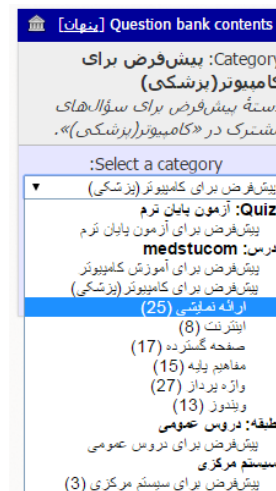 Question bank contents [پنهان]
Category: پیش‌فرض برای
کامپیوتر(پزشکی)
دستهٔ پیش‌فرض برای سؤال‌های
مشترک در «کامپیوتر(پزشکی)».
Select a category:
پیش‌فرض برای کامپیوتر(پزشکی)
Quiz: آزمون پایان ترم
پیش‌فرض برای آزمون پایان ترم
درس: medstucom
پیش‌فرض برای آموزش کامپیوتر
پیش‌فرض برای کامپیوتر(پزشکی)
ارائه نمایشی (25)
اینترنت (8)
صفحه گسترده (17)
مفاهیم پایه (15)
واژه پرداز (27)
ویندوز (13)
طبقه: دروس عمومی
پیش‌فرض برای دروس عمومی
سیستم مرکزی
پیش‌فرض برای سیستم مرکزی (3)